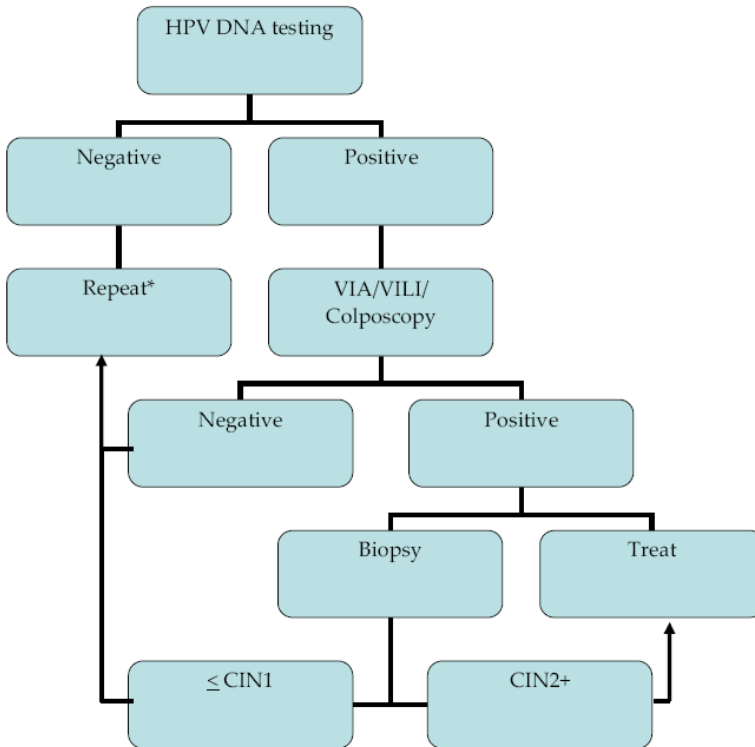 HPV DNA testing
Negative
Positive
Repeat*
VIA/VILI/
Colposcopy
Negative
Positive
Biopsy
Treat
≤ CIN1
CIN2+